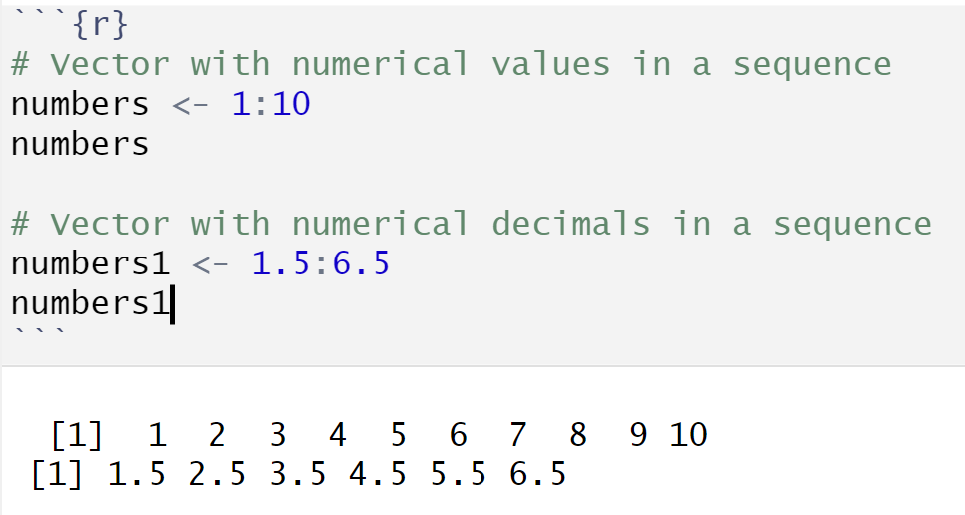 ```{r}
# Vector with numerical values in a sequence
numbers <- 1:10
numbers
# Vector with numerical decimals in a sequence
numbers1 <- 1.5:6.5
numbers1
```
[1] 1 2 3 4 5 6 7 8 9 10
[1] 1.5 2.5 3.5 4.5 5.5 6.5